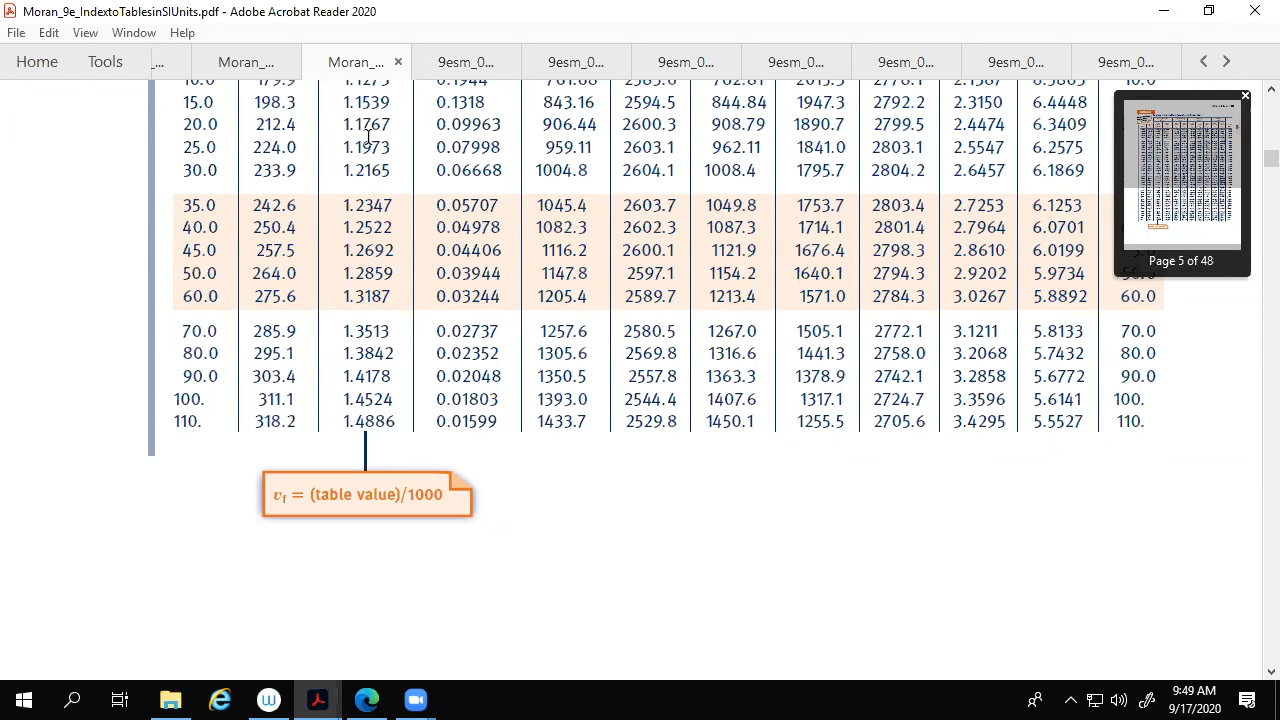 Moran_9e_IndextoTablesinSIUnits.pdf - Adobe Acrobat Reader 2020
File Edit View Window Help
Home Tools _... Moran_... Moran_... 9esm_0... 9esm_0... 9esm_0... 9esm_0... 9esm_0... 9esm_0... 9esm_0...
15.0 198.3 1.1539 0.1318 843.16 2594.5 844.84 1947.3 2792.2 2.3150 6.4448
20.0 212.4 1.1767 0.09963 906.44 2600.3 908.79 1890.7 2799.5 2.4474 6.3409
25.0 224.0 1.1973 0.07998 959.11 2603.1 962.11 1841.0 2803.1 2.5547 6.2575
30.0 233.9 1.2165 0.06668 1004.8 2604.1 1008.4 1795.7 2804.2 2.6457 6.1869
35.0 242.6 1.2347 0.05707 1045.4 2603.7 1049.8 1753.7 2803.4 2.7253 6.1253
40.0 250.4 1.2522 0.04978 1082.3 2602.3 1087.3 1714.1 2801.4 2.7964 6.0701
45.0 257.5 1.2692 0.04406 1116.2 2600.1 1121.9 1676.4 2798.3 2.8610 6.0199
50.0 264.0 1.2859 0.03944 1147.8 2597.1 1154.2 1640.1 2794.3 2.9202 5.9734
60.0 275.6 1.3187 0.03244 1205.4 2589.7 1213.4 1571.0 2784.3 3.0267 5.8892 60.0
70.0 285.9 1.3513 0.02737 1257.6 2580.5 1267.0 1505.1 2772.1 3.1211 5.8133 70.0
80.0 295.1 1.3842 0.02352 1305.6 2569.8 1316.6 1441.3 2758.0 3.2068 5.7432 80.0
90.0 303.4 1.4178 0.02048 1350.5 2557.8 1363.3 1378.9 2742.1 3.2858 5.6772 90.0
100. 311.1 1.4524 0.01803 1393.0 2544.4 1407.6 1317.1 2724.7 3.3596 5.6141 100.
110. 318.2 1.4886 0.01599 1433.7 2529.8 1450.1 1255.5 2705.6 3.4295 5.5527 110.
vf = (table value)/1000
Page 5 of 48
9:49 AM
9/17/2020